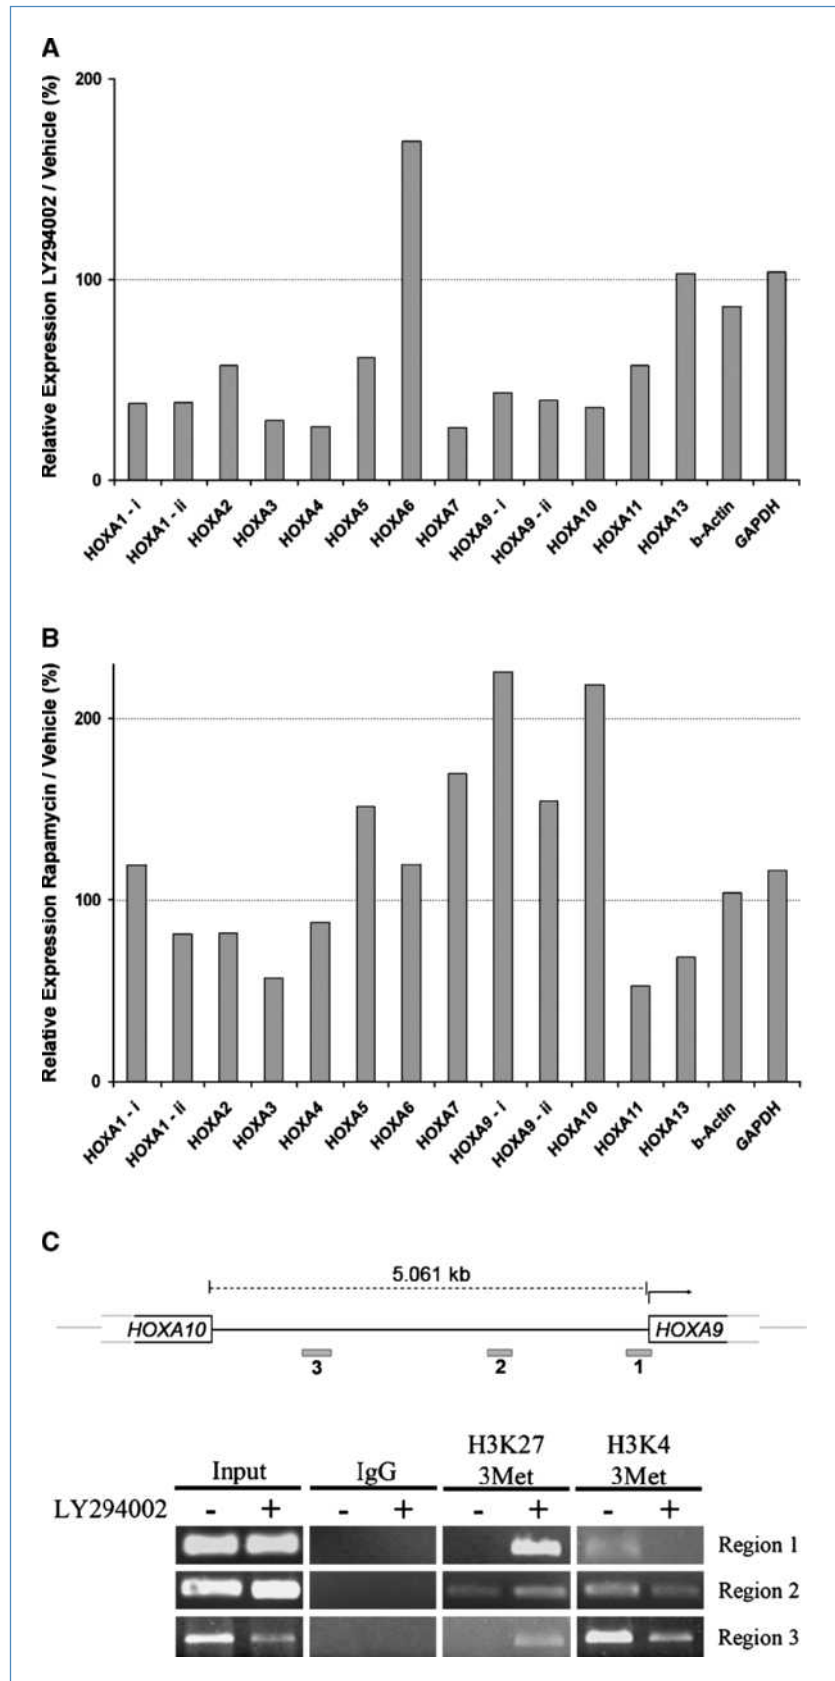 A
Relative Expression LY294002 / Vehicle (%)
200
100
0
HOXA1 - i
HOXA1 - ii
HOXA2
HOXA3
HOXA4
HOXA5
HOXA6
HOXA7
HOXA9 - i
HOXA9 - ii
HOXA10
HOXA11
HOXA13
b-Actin
GAPDH
B
Relative Expression Rapamycin / Vehicle (%)
200
100
0
HOXA1 - i
HOXA1 - ii
HOXA2
HOXA3
HOXA4
HOXA5
HOXA6
HOXA7
HOXA9 - i
HOXA9 - ii
HOXA10
HOXA11
HOXA13
b-Actin
GAPDH
C
5.061 kb
HOXA10 HOXA9
3 2 1
H3K27 H3K4
Input IgG 3Met 3Met
LY294002 - + - + - + - +
Region 1
Region 2
Region 3